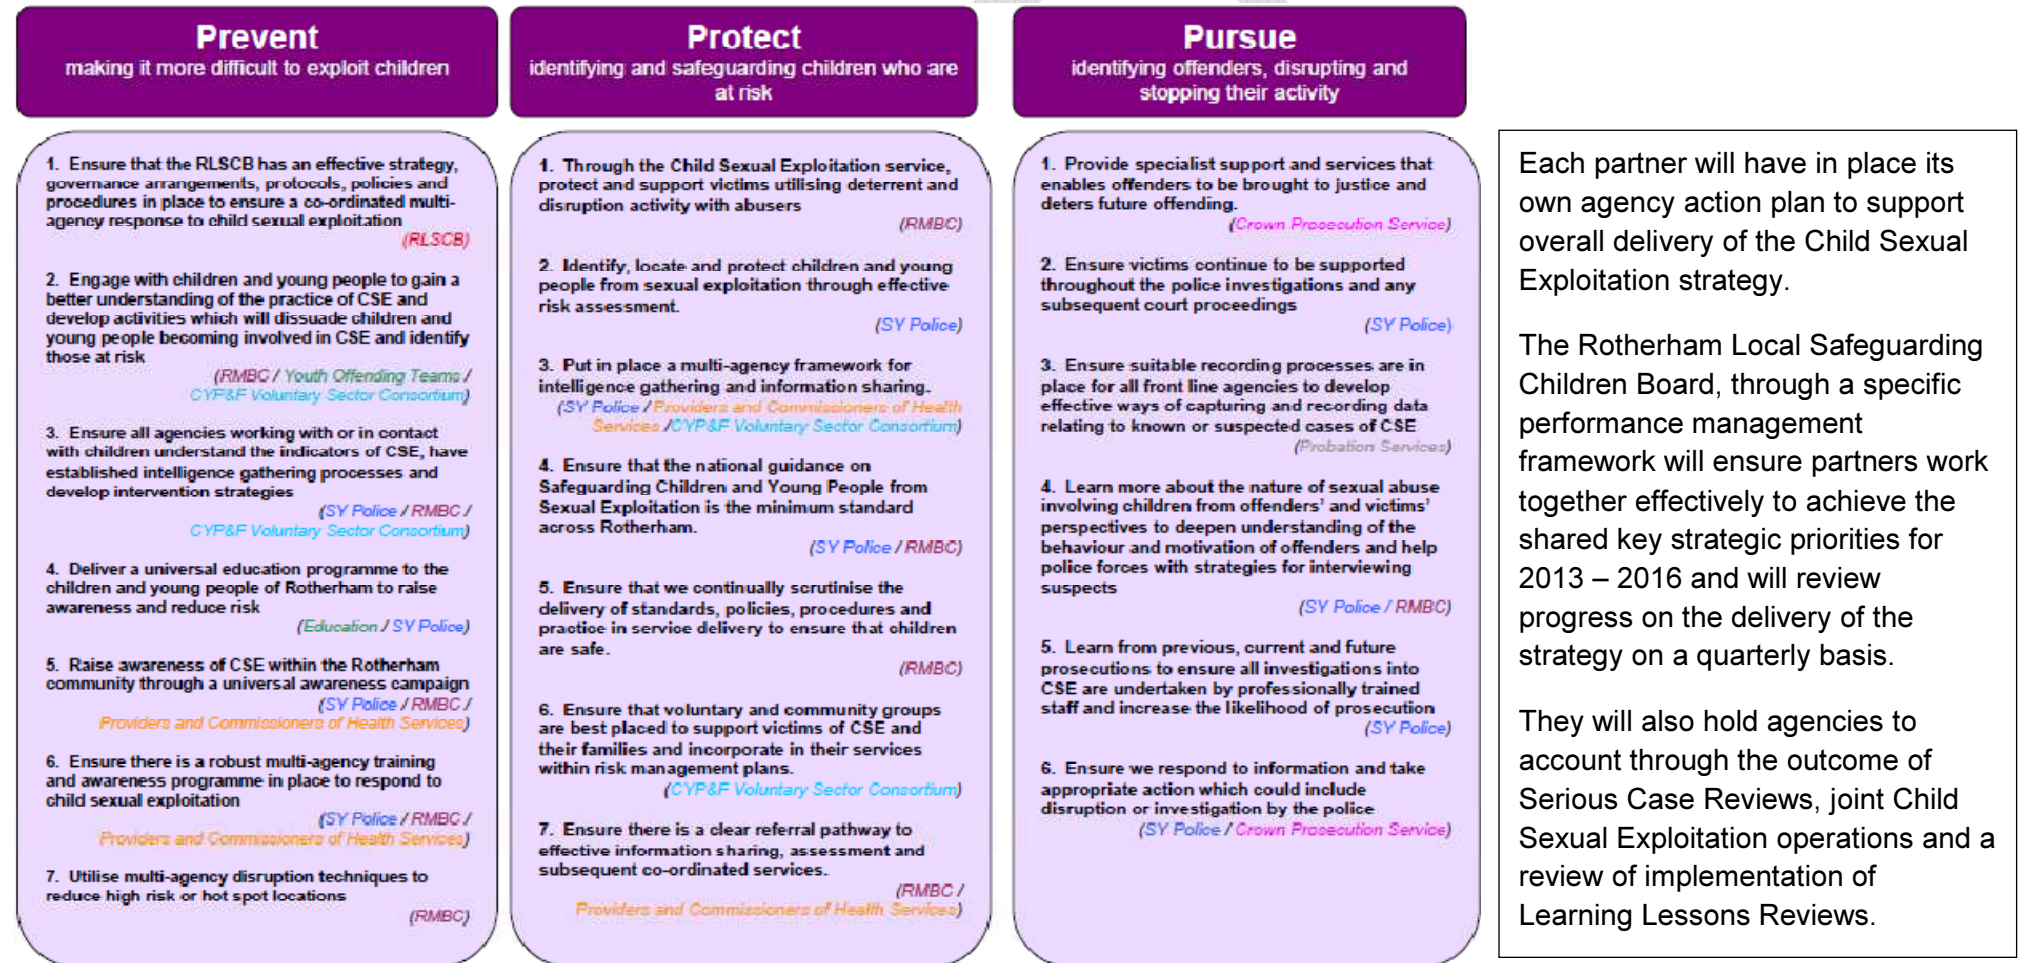 Prevent
making it more difficult to exploit children
1. Ensure that the RLSCB has an effective strategy,
governance arrangements, protocols, policies and
procedures in place to ensure a co-ordinated multi-
agency response to child sexual exploitation
(RLSCB)
2. Engage with children and young people to gain a
better understanding of the practice of CSE and
develop activities which will dissuade children and
young people becoming involved in CSE and identify
those at risk
(RMBC / Youth Offending Teams /
CYP&F Voluntary Sector Consortium)
3. Ensure all agencies working with or in contact
with children understand the indicators of CSE, have
established intelligence gathering processes and
develop intervention strategies
(SY Police / RMBC /
CYP&F Voluntary Sector Consortium)
4. Deliver a universal education programme to the
children and young people of Rotherham to raise
awareness and reduce risk
(Education / SY Police)
5. Raise awareness of CSE within the Rotherham
community through a universal awareness campaign
(SY Police / RMBC /
Providers and Commissioners of Health Services)
6. Ensure there is a robust multi-agency training
and awareness programme in place to respond to
child sexual exploitation
(SY Police / RMBC /
Providers and Commissioners of Health Services)
7. Utilise multi-agency disruption techniques to
reduce high risk or hot spot locations
(RMBC)
Protect
identifying and safeguarding children who are
at risk
1. Through the Child Sexual Exploitation service,
protect and support victims utilising deterrent and
disruption activity with abusers
(RMBC)
2. Identify, locate and protect children and young
people from sexual exploitation through effective
risk assessment.
(SY Police)
3. Put in place a multi-agency framework for
intelligence gathering and information sharing.
(SY Police / Providers and Commissioners of Health
Services /CYP&F Voluntary Sector Consortium)
4. Ensure that the national guidance on
Safeguarding Children and Young People from
Sexual Exploitation is the minimum standard
across Rotherham.
(SY Police / RMBC)
5. Ensure that we continually scrutinise the
delivery of standards, policies, procedures and
practice in service delivery to ensure that children
are safe.
(RMBC)
6. Ensure that voluntary and community groups
are best placed to support victims of CSE and
their families and incorporate in their services
within risk management plans.
(CYP&F Voluntary Sector Consortium)
7. Ensure there is a clear referral pathway to
effective information sharing, assessment and
subsequent co-ordinated services.
(RMBC /
Providers and Commissioners of Health Services)
Pursue
identifying offenders, disrupting and
stopping their activity
1. Provide specialist support and services that
enables offenders to be brought to justice and
deters future offending.
(Crown Prosecution Service)
2. Ensure victims continue to be supported
throughout the police investigations and any
subsequent court proceedings
(SY Police)
3. Ensure suitable recording processes are in
place for all front line agencies to develop
effective ways of capturing and recording data
relating to known or suspected cases of CSE
(Probation Services)
4. Learn more about the nature of sexual abuse
involving children from offenders' and victims'
perspectives to deepen understanding of the
behaviour and motivation of offenders and help
police forces with strategies for interviewing
suspects
(SY Police / RMBC)
5. Learn from previous, current and future
prosecutions to ensure all investigations into
CSE are undertaken by professionally trained
staff and increase the likelihood of prosecution
(SY Police)
6. Ensure we respond to information and take
appropriate action which could include
disruption or investigation by the police
(SY Police / Crown Prosecution Service)
Each partner will have in place its
own agency action plan to support
overall delivery of the Child Sexual
Exploitation strategy.
The Rotherham Local Safeguarding
Children Board, through a specific
performance management
framework will ensure partners work
together effectively to achieve the
shared key strategic priorities for
2013 – 2016 and will review
progress on the delivery of the
strategy on a quarterly basis.
They will also hold agencies to
account through the outcome of
Serious Case Reviews, joint Child
Sexual Exploitation operations and a
review of implementation of
Learning Lessons Reviews.